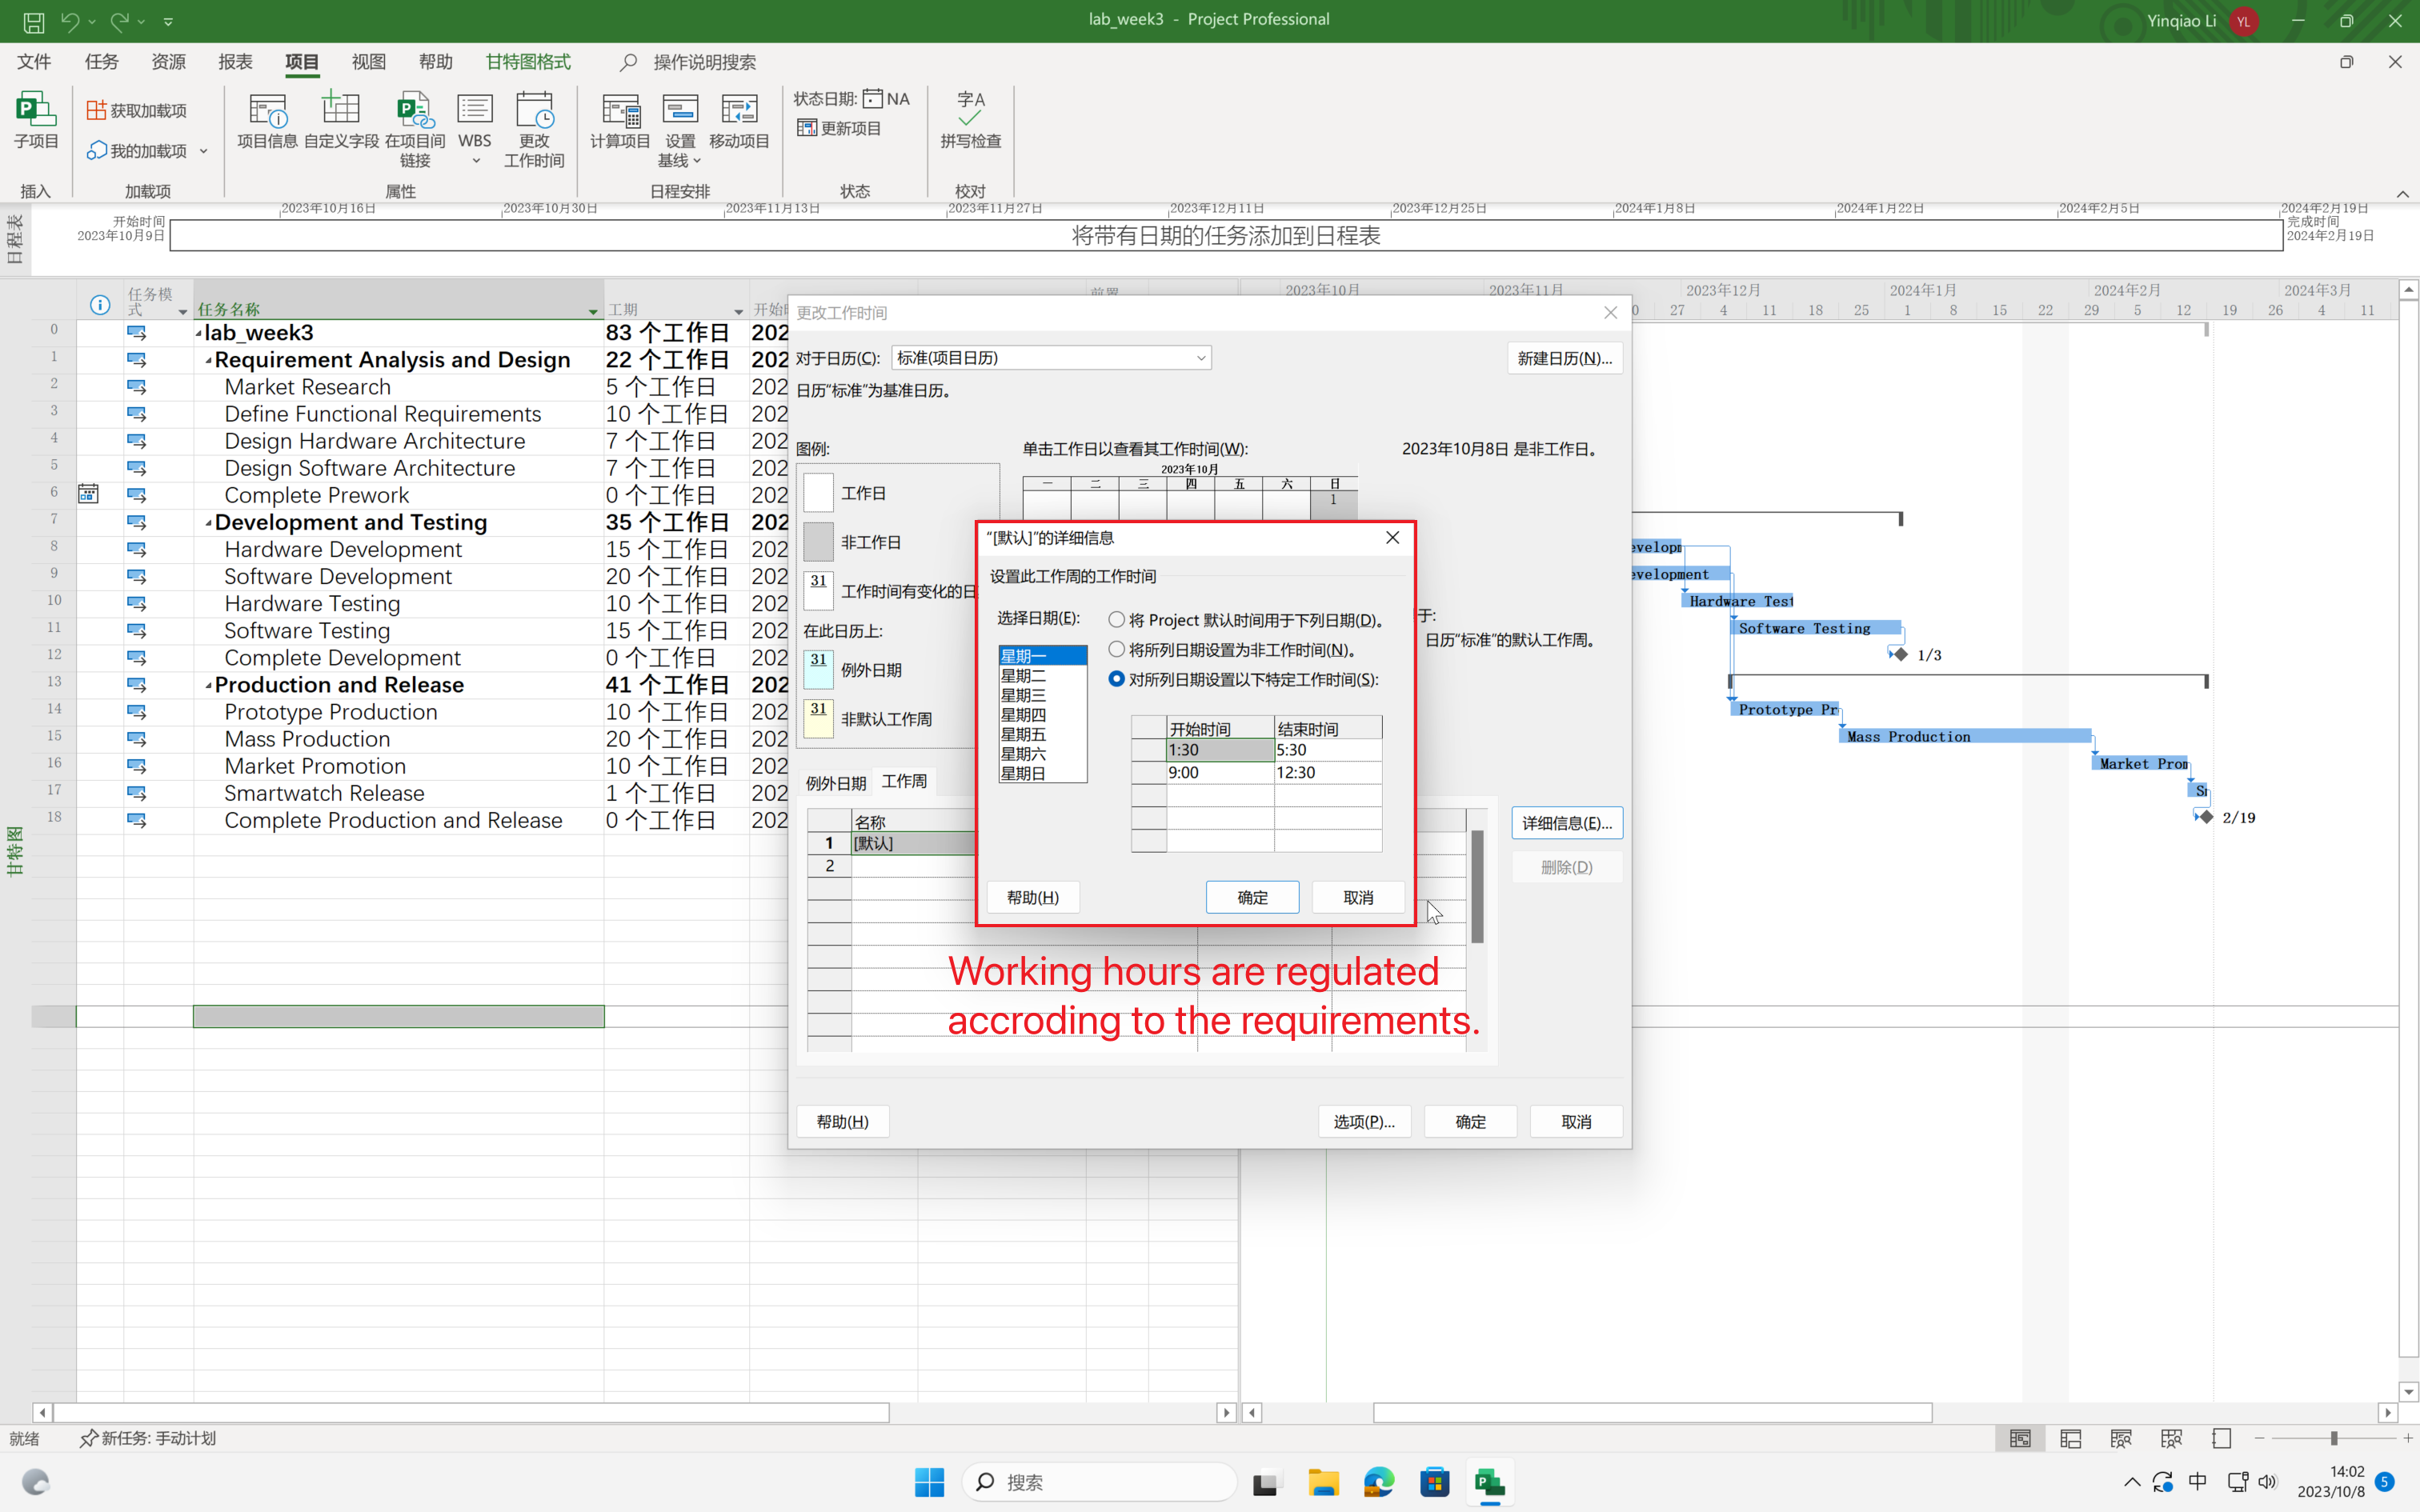 lab_week3 - Project Professional
Yinqiao Li YL
文件 任务 资源 报表 项目 视图 帮助 甘特图格式 操作说明搜索
子项目
获取加载项
我的加载项
项目信息 自定义字段 在项目间链接 WBS 更改工作时间
计算项目 设置基线 移动项目
状态日期: NA
更新项目
字A
拼写检查
插入 加载项 属性 日程安排 状态 校对
日程表
2023年10月16日 2023年10月30日 2023年11月13日 2023年11月27日 2023年12月11日 2023年12月25日 2024年1月8日 2024年1月22日 2024年2月5日 2024年2月19日
开始时间
2023年10月9日
将带有日期的任务添加到日程表
完成时间
2024年2月19日
任务模式 任务名称 工期 开始
2023年10月 2023年11月 2023年12月 2024年1月 2024年2月 2024年3月
27 4 11 18 25 1 8 15 22 29 5 12 19 26 4 11
0 lab_week3 83 个工作日 202
1 Requirement Analysis and Design 22 个工作日 202
2 Market Research 5 个工作日 202
3 Define Functional Requirements 10 个工作日 202
4 Design Hardware Architecture 7 个工作日 202
5 Design Software Architecture 7 个工作日 202
6 Complete Prework 0 个工作日 202
7 Development and Testing 35 个工作日 202
8 Hardware Development 15 个工作日 202
9 Software Development 20 个工作日 202
10 Hardware Testing 10 个工作日 202
11 Software Testing 15 个工作日 202
12 Complete Development 0 个工作日 202
13 Production and Release 41 个工作日 202
14 Prototype Production 10 个工作日 202
15 Mass Production 20 个工作日 202
16 Market Promotion 10 个工作日 202
17 Smartwatch Release 1 个工作日 202
18 Complete Production and Release 0 个工作日 202
甘特图
更改工作时间
对于日历(C): 标准(项目日历)
新建日历(N)...
日历“标准”为基准日历。
图例:
单击工作日以查看其工作时间(W):
2023年10月8日 是非工作日。
2023年10月
一 二 三 四 五 六 日
1
工作日
非工作日
31 工作时间有变化的日
在此日历上:
31 例外日期
31 非默认工作周
于:
日历“标准”的默认工作周。
例外日期 工作周
名称
1 [默认]
2
详细信息(E)...
删除(D)
“[默认]”的详细信息
设置此工作周的工作时间
选择日期(E):
星期一
星期二
星期三
星期四
星期五
星期六
星期日
将 Project 默认时间用于下列日期(D)。
将所列日期设置为非工作时间(N)。
对所列日期设置以下特定工作时间(S):
开始时间 结束时间
1:30 5:30
9:00 12:30
帮助(H) 确定 取消
Working hours are regulated
accroding to the requirements.
帮助(H) 选项(P)... 确定 取消
evelopment
Hardware Test
Software Testing
1/3
Prototype Pr
Mass Production
Market Prom
2/19
就绪 新任务: 手动计划
搜索
中
14:02
2023/10/8
5